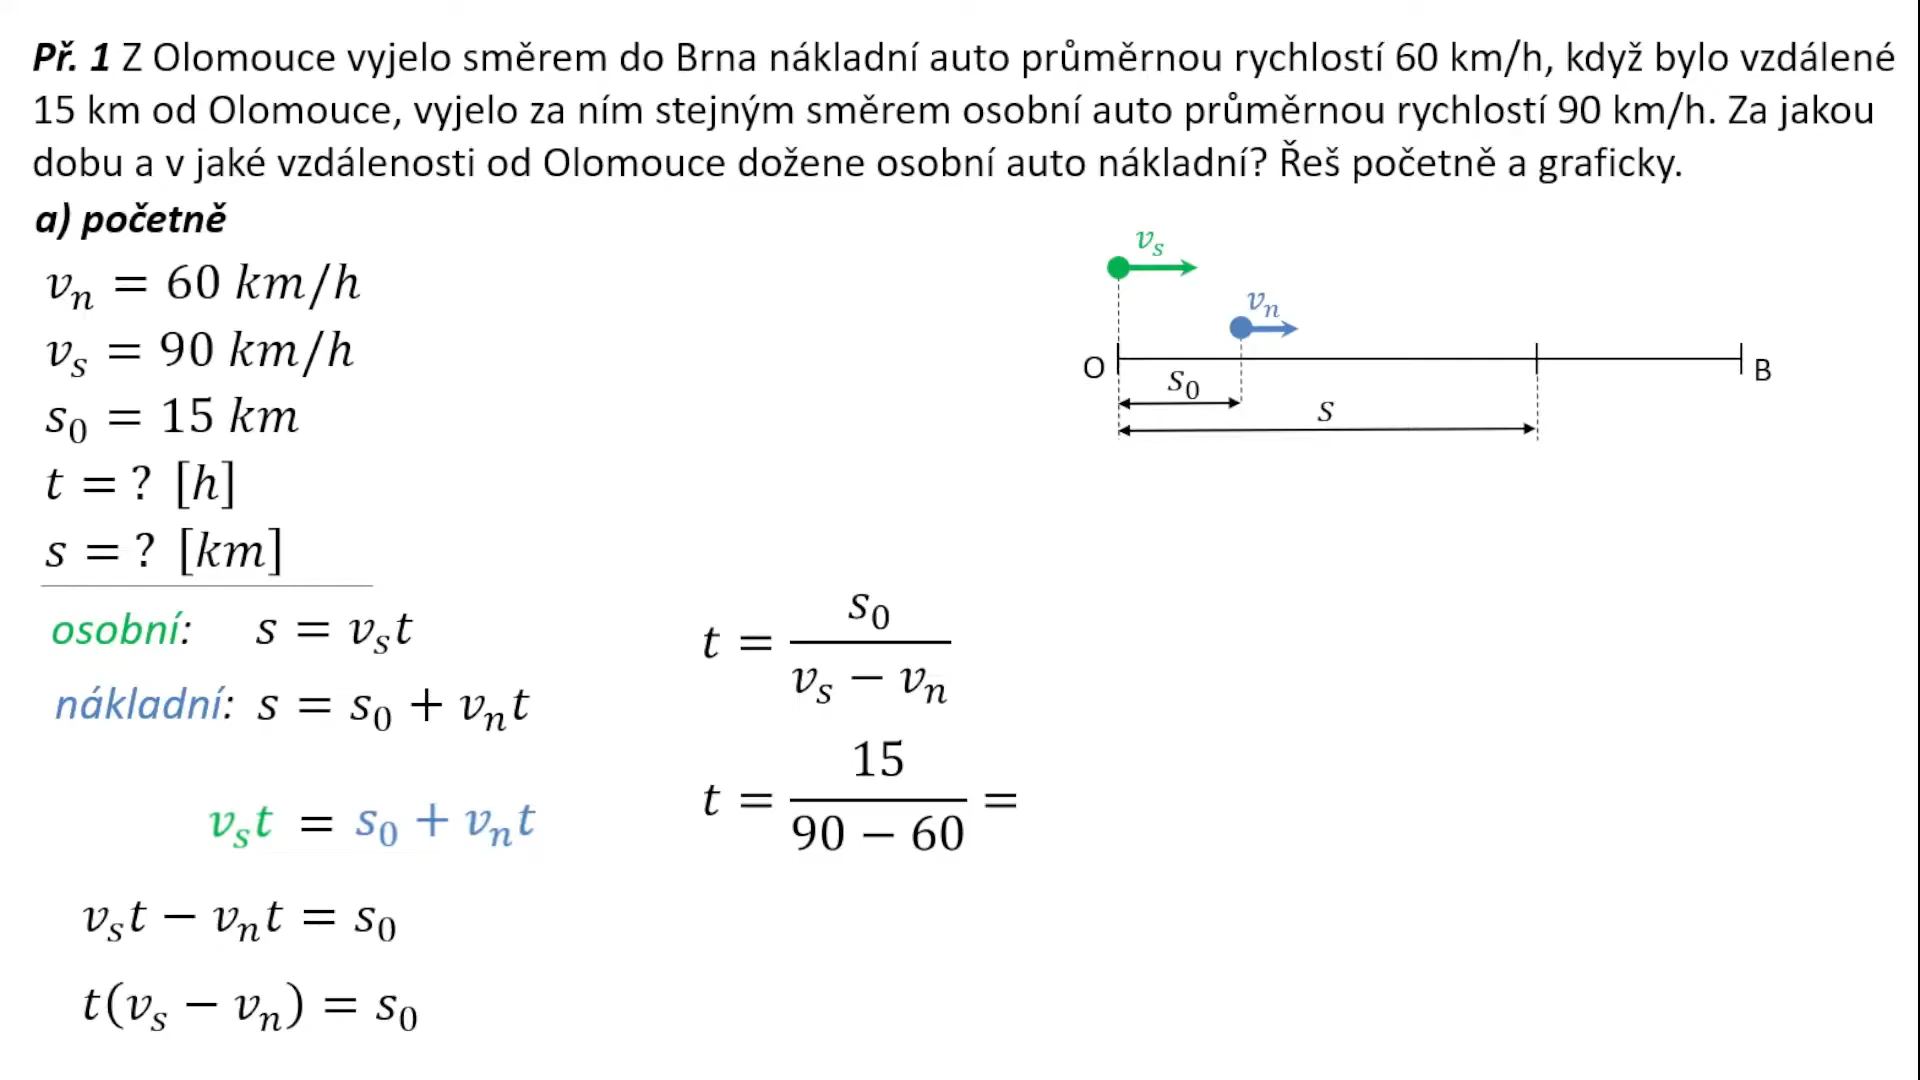 Př. 1 Z Olomouce vyjelo směrem do Brna nákladní auto průměrnou rychlostí 60 km/h, když bylo vzdálené
15 km od Olomouce, vyjelo za ním stejným směrem osobní auto průměrnou rychlostí 90 km/h. Za jakou
dobu a v jaké vzdálenosti od Olomouce dožene osobní auto nákladní? Řeš početně a graficky.
a) početně
v_n = 60 km/h
v_s = 90 km/h
s_0 = 15 km
t = ? [h]
s = ? [km]
osobní: s = v_s t
nákladní: s = s_0 + v_n t
v_s t = s_0 + v_n t
v_s t − v_n t = s_0
t(v_s − v_n) = s_0
t = s_0 / (v_s − v_n)
t = 15 / (90 − 60) =
v_s
v_n
O
B
s_0
s